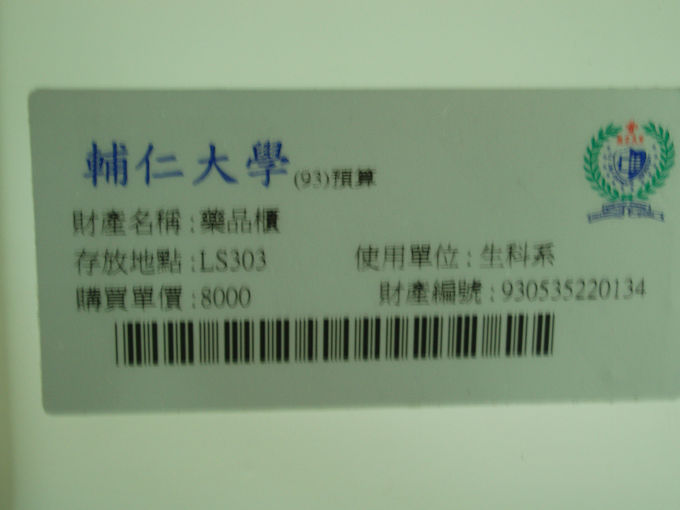 輔仁大學(93)預算
財產名稱:藥品櫃
存放地點:LS303 使用單位:生科系
購買單價:8000 財產編號:930535220134